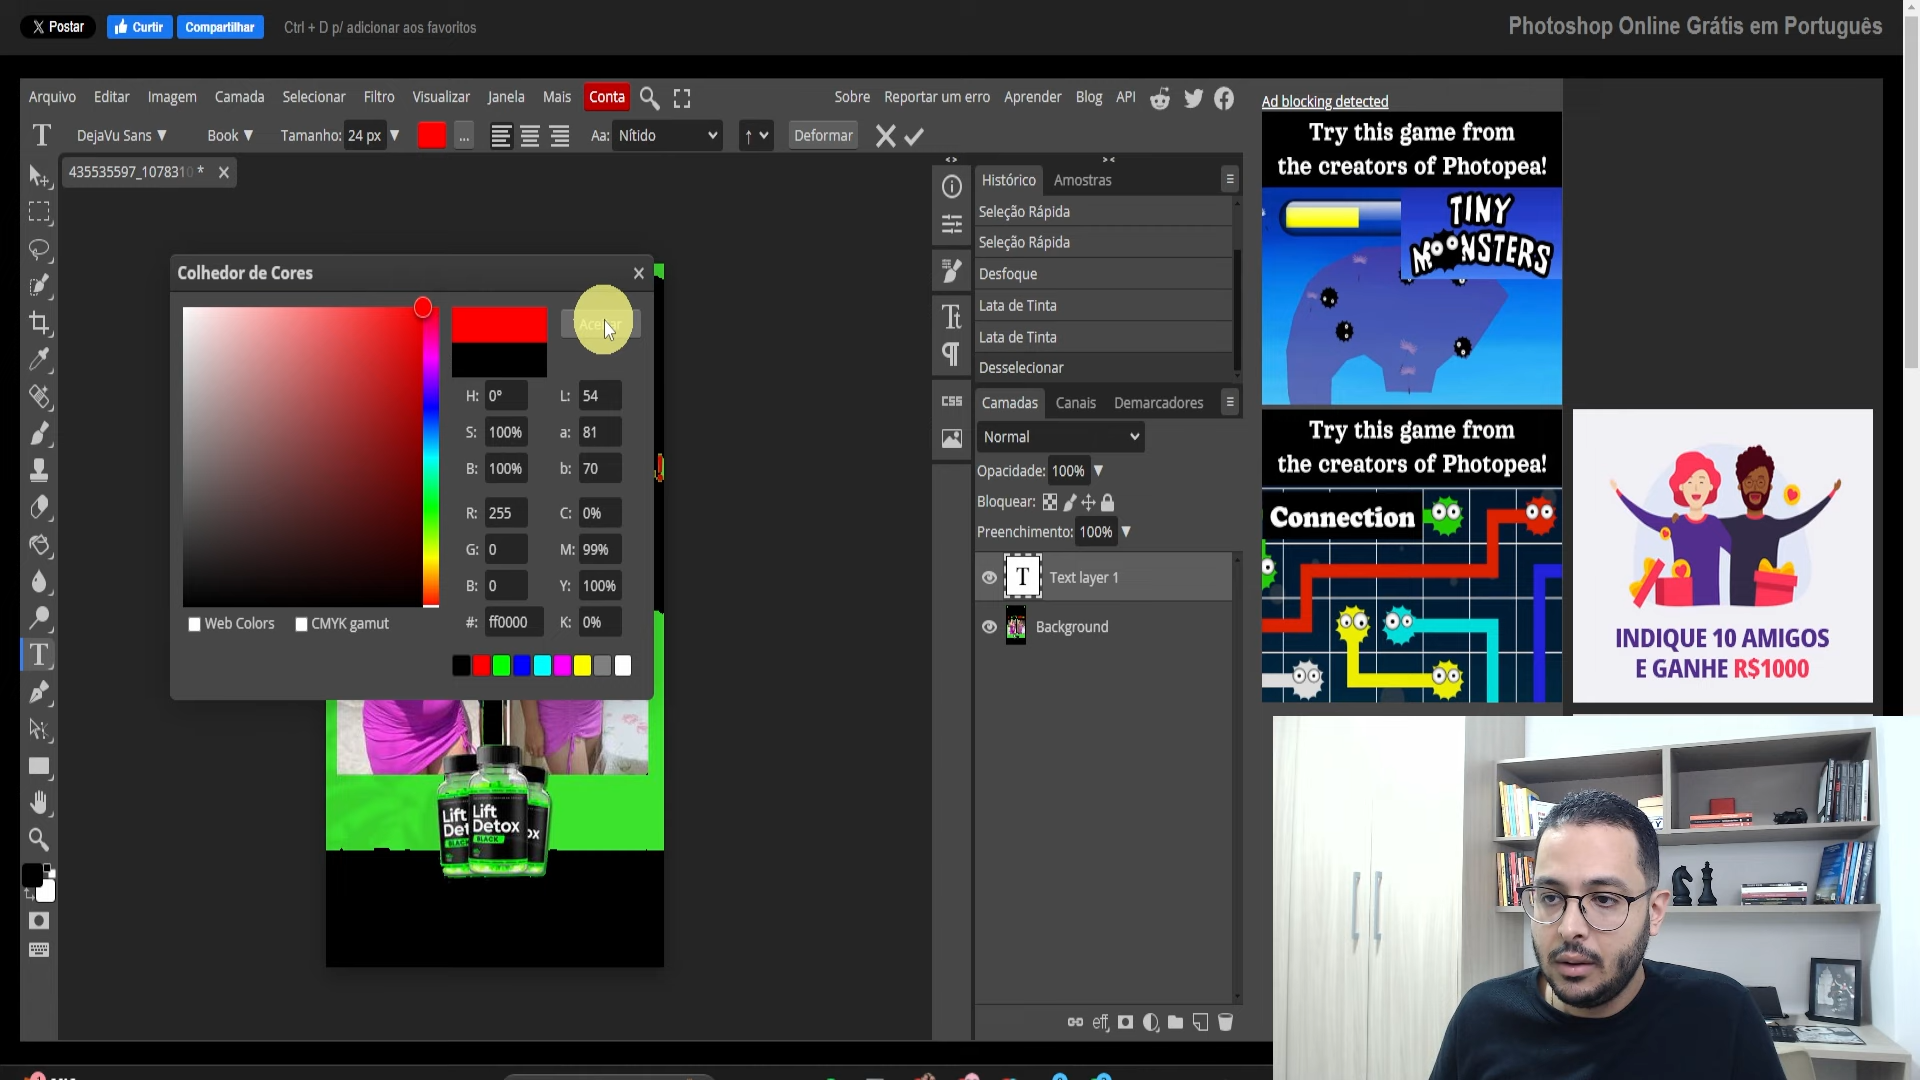 Postar
Curtir
Compartilhar
Ctrl + D p/ adicionar aos favoritos
Photoshop Online Grátis em Português
Arquivo
Editar
Imagem
Camada
Selecionar
Filtro
Visualizar
Janela
Mais
Conta
Sobre
Reportar um erro
Aprender
Blog
API
DejaVu Sans
Book
Tamanho: 24 px
...
Aa: Nítido
Deformar
435535597_1078310 *
Histórico
Amostras
Seleção Rápida
Seleção Rápida
Desfoque
Lata de Tinta
Lata de Tinta
Desselecionar
CSS
Camadas
Canais
Demarcadores
Normal
Opacidade: 100%
Bloquear:
Preenchimento: 100%
Text layer 1
Background
eff
Colhedor de Cores
H: 0°
L: 54
S: 100%
a: 81
B: 100%
b: 70
R: 255
C: 0%
G: 0
M: 99%
B: 0
Y: 100%
#: ff0000
K: 0%
Web Colors
CMYK gamut
Lift
Detox
BLACK
Ad blocking detected
Try this game from
the creators of Photopea!
TINY
MOONSTERS
Try this game from
the creators of Photopea!
Connection
INDIQUE 10 AMIGOS
E GANHE R$1000